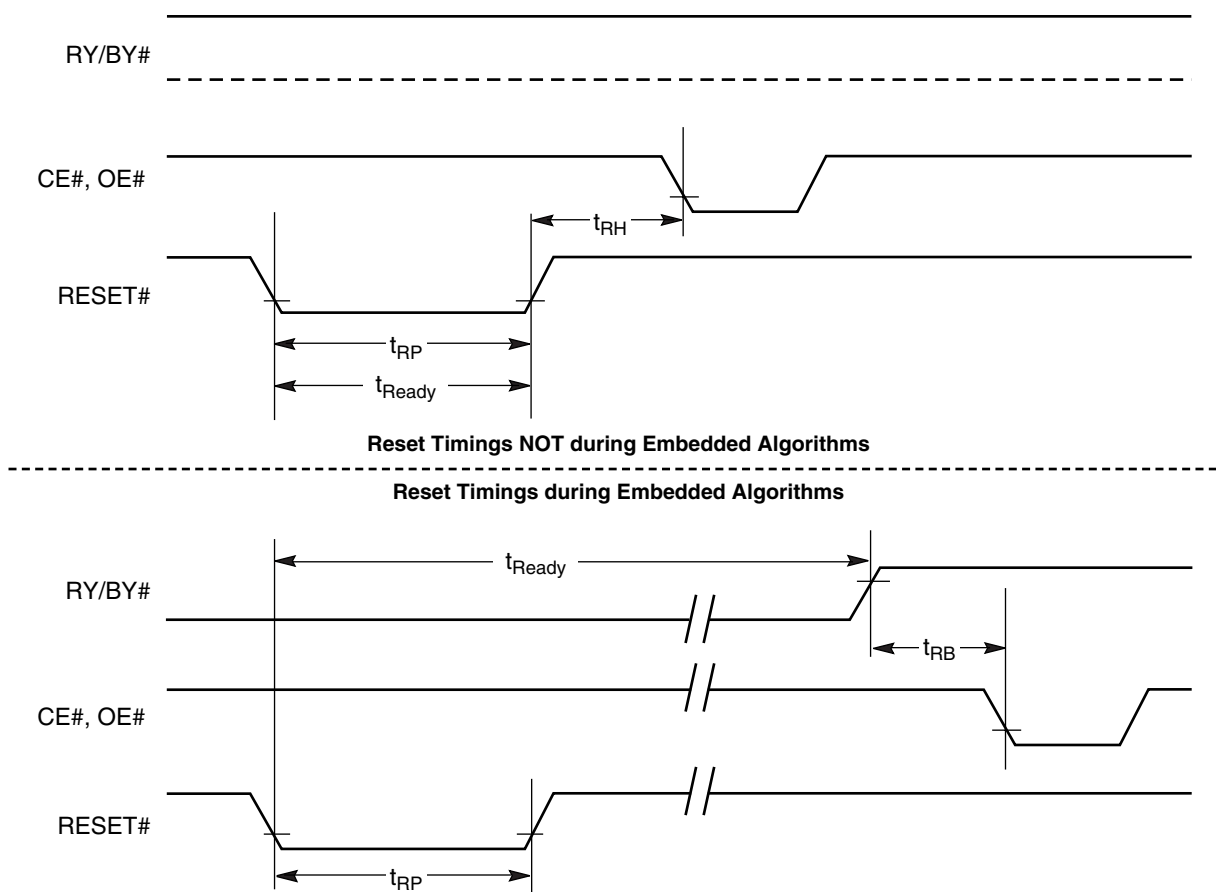 RY/BY#
CE#, OE#
tRH
RESET#
tRP
tReady
Reset Timings NOT during Embedded Algorithms
Reset Timings during Embedded Algorithms
tReady
RY/BY#
tRB
CE#, OE#
RESET#
tRP